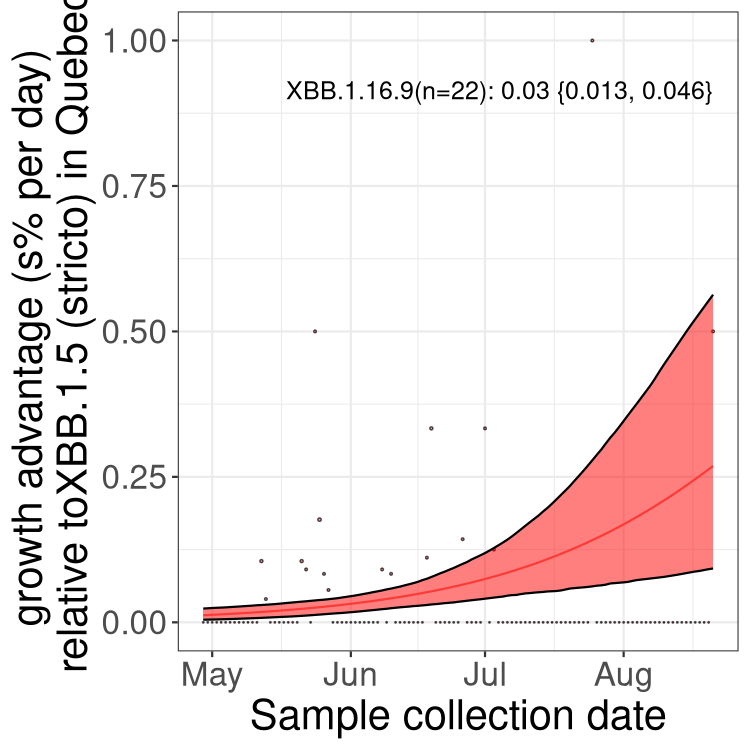 growth advantage (s% per day)
relative toXBB.1.5 (stricto) in Quebec
1.00
0.75
0.50
0.25
0.00
XBB.1.16.9(n=22): 0.03 {0.013, 0.046}
May Jun Jul Aug
Sample collection date